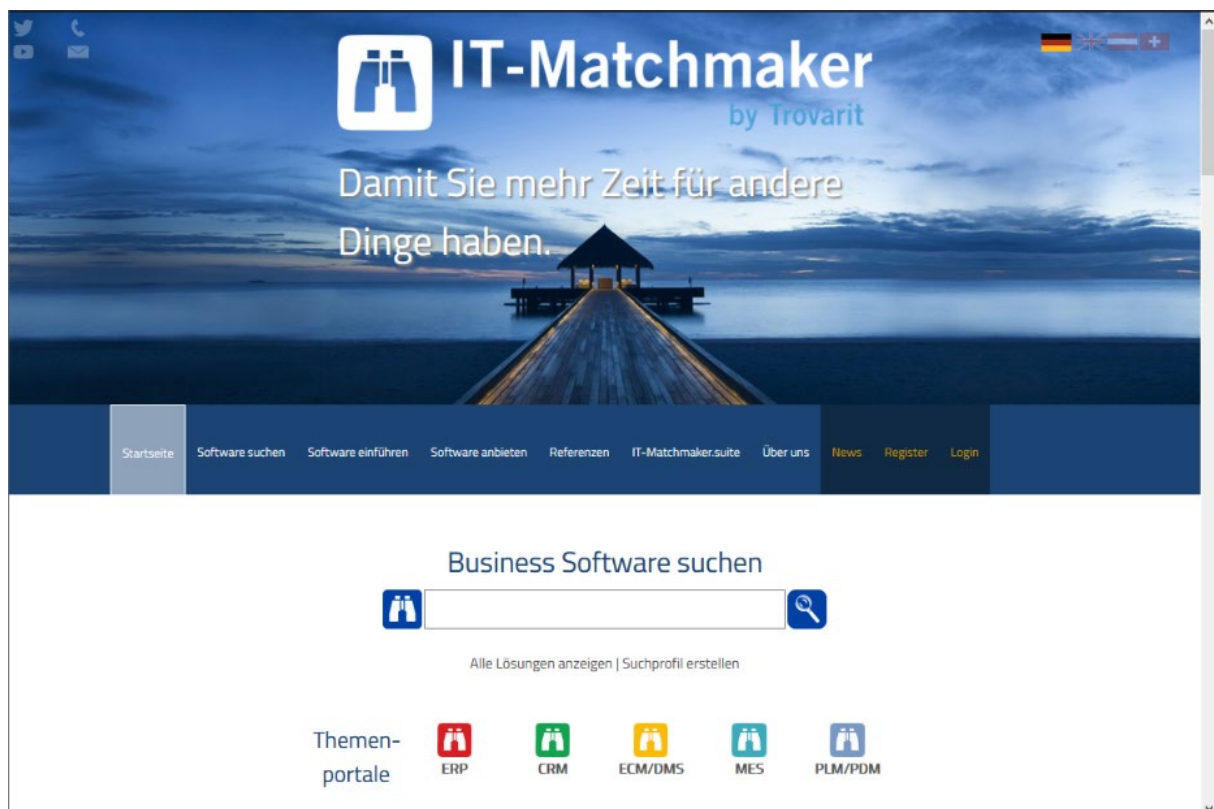 IT-Matchmaker
by Trovarit
Damit Sie mehr Zeit für andere
Dinge haben.
Startseite Software suchen Software einführen Software anbieten Referenzen IT-Matchmaker.suite Über uns News Register Login
Business Software suchen
Alle Lösungen anzeigen | Suchprofil erstellen
Themen-
portale
ERP CRM ECM/DMS MES PLM/PDM